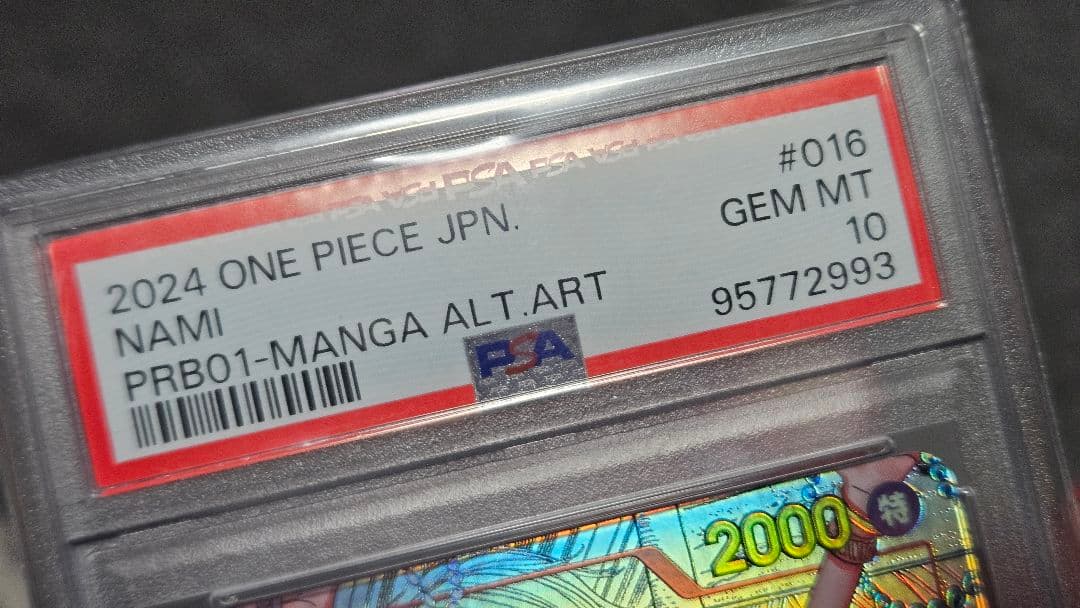 2024 ONE PIECE JPN. #016
NAMI GEM MT
PRB01-MANGA ALT.ART 10
95772993
PSA
2000 特